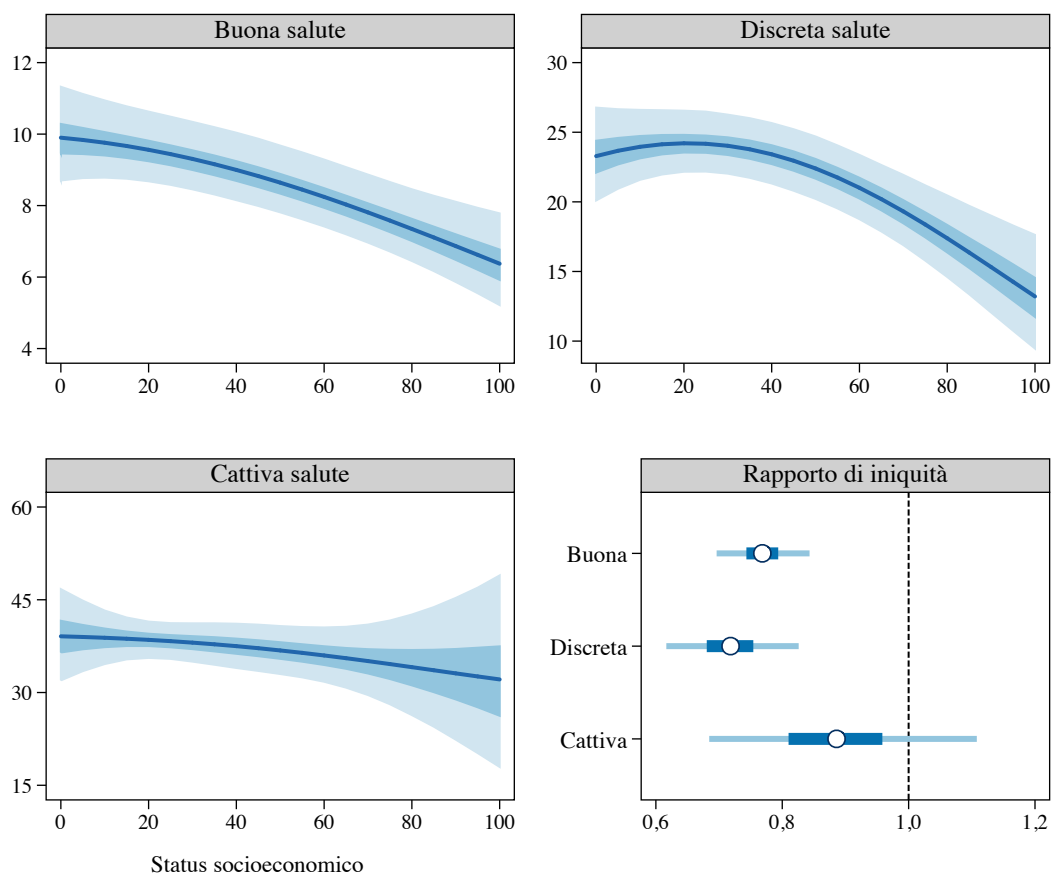 Buona salute
12
10
8
6
4
0 20 40 60 80 100
Discreta salute
30
25
20
15
10
0 20 40 60 80 100
Cattiva salute
60
45
30
15
0 20 40 60 80 100
Status socioeconomico
Rapporto di iniquità
Buona
Discreta
Cattiva
0,6 0,8 1,0 1,2